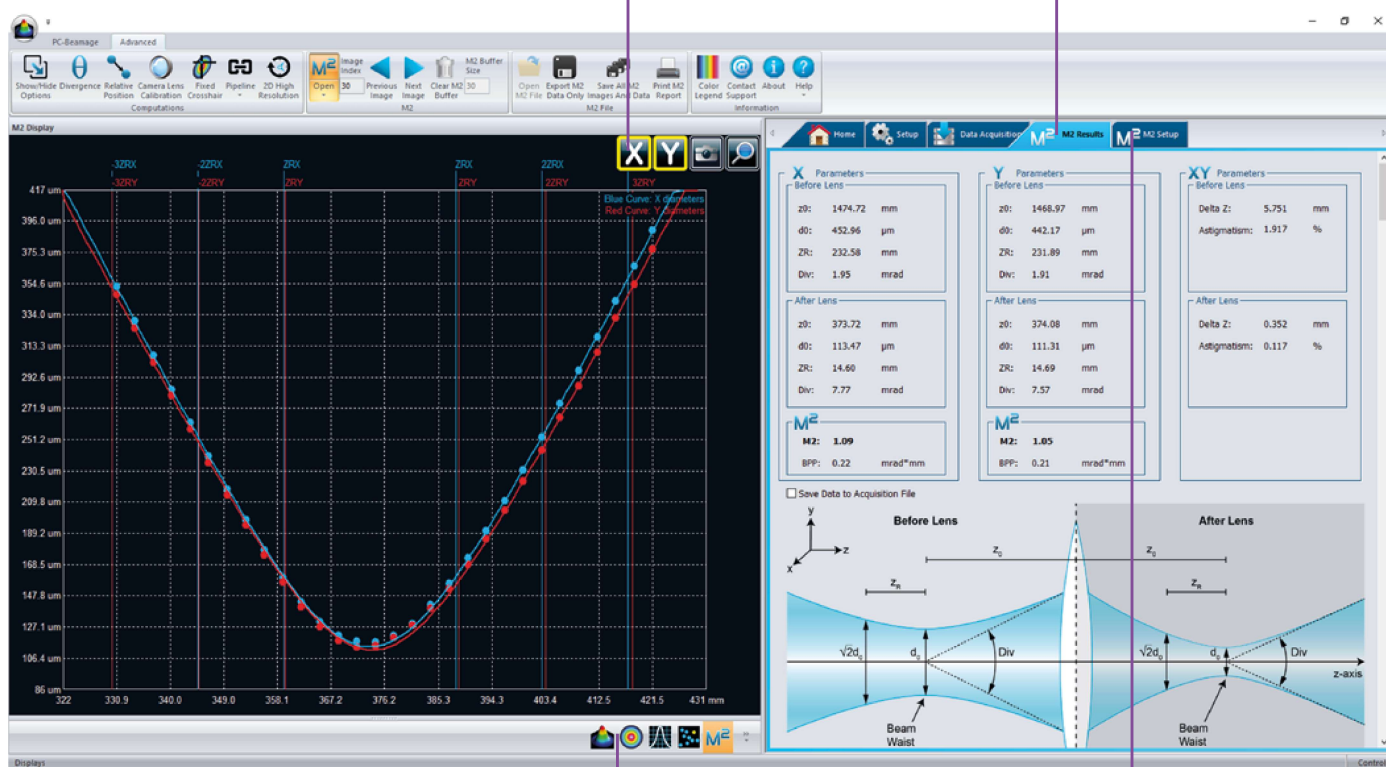 PC-Beamage Advanced
Show/Hide Options
Divergence
Relative Position
Camera Lens Calibration
Fixed Crosshair
Pipeline
2D High Resolution
Computations
M²
Open
Image Index
30
Previous Image
Next Image
Clear M2 Buffer
M2 Buffer Size
30
M2
Open M2 File
Export M2 Data Only
Save All M2 Images And Data
Print M2 Report
M2 File
Color Legend
Contact Support
About
Help
Information
M2 Display
X Y
-3ZRX -2ZRX ZRX ZRX 2ZRX
-3ZRY -2ZRY ZRY ZRY 2ZRY 3ZRY
Blue Curve: X diameters
Red Curve: Y diameters
417 um
396.0 um
375.3 um
354.6 um
334.0 um
313.3 um
292.6 um
271.9 um
251.2 um
230.5 um
209.8 um
189.2 um
168.5 um
147.8 um
127.1 um
106.4 um
86 um
322 330.9 340.0 349.0 358.1 367.2 376.2 385.3 394.3 403.4 412.5 421.5 431 mm
M²
Displays
Home
Setup
Data Acquisition
M² M2 Results
M² M2 Setup
X Parameters
Before Lens
z0: 1474.72 mm
d0: 452.96 µm
ZR: 232.58 mm
Div: 1.95 mrad
After Lens
z0: 373.72 mm
d0: 113.47 µm
ZR: 14.60 mm
Div: 7.77 mrad
M²
M2: 1.09
BPP: 0.22 mrad*mm
Y Parameters
Before Lens
z0: 1468.97 mm
d0: 442.17 µm
ZR: 231.89 mm
Div: 1.91 mrad
After Lens
z0: 374.08 mm
d0: 111.31 µm
ZR: 14.69 mm
Div: 7.57 mrad
M²
M2: 1.05
BPP: 0.21 mrad*mm
XY Parameters
Before Lens
Delta Z: 5.751 mm
Astigmatism: 1.917 %
After Lens
Delta Z: 0.352 mm
Astigmatism: 0.117 %
Save Data to Acquisition File
Before Lens
After Lens
y
z
x
z₀ z₀
z_R z_R
√2d₀ d₀ Div
√2d₀ d₀ Div
z-axis
Beam Waist
Beam Waist
Control